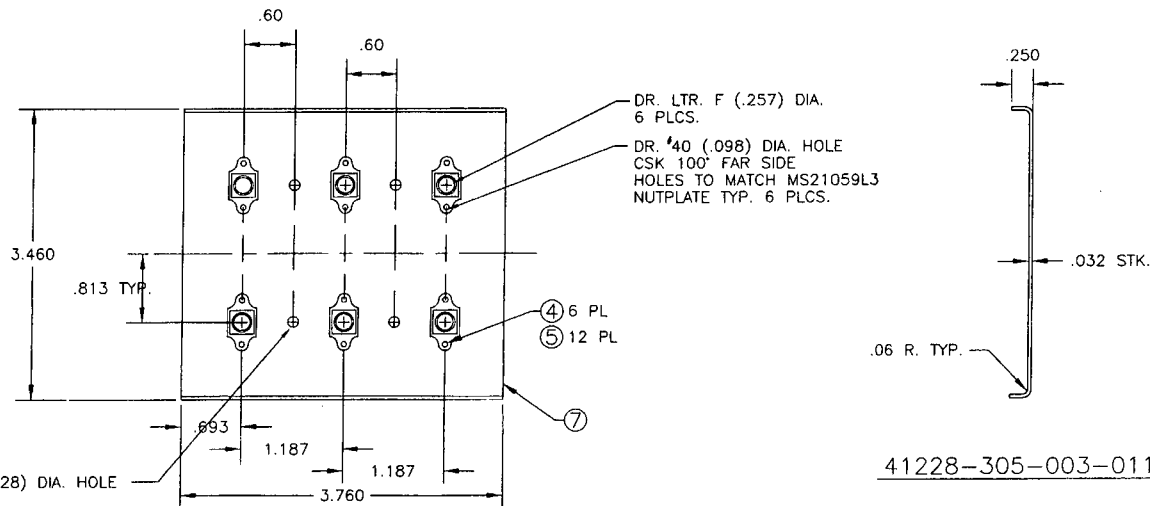 .60
.60
.250
DR. LTR. F (.257) DIA.
6 PLCS.
DR. #40 (.098) DIA. HOLE
CSK 100° FAR SIDE
HOLES TO MATCH MS21059L3
NUTPLATE TYP. 6 PLCS.
3.460
.813 TYP.
.032 STK.
④ 6 PL
⑤ 12 PL
.06 R. TYP.
⑦
.693
1.187
1.187
28) DIA. HOLE
3.760
41228-305-003-011